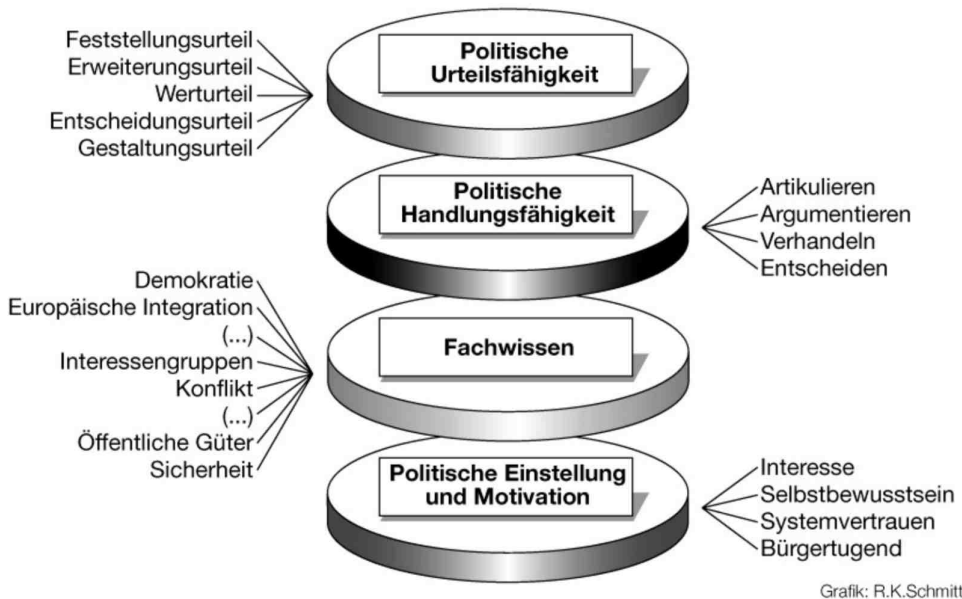 Feststellungsurteil
Erweiterungsurteil
Werturteil
Entscheidungsurteil
Gestaltungsurteil
Politische
Urteilsfähigkeit
Politische
Handlungsfähigkeit
Artikulieren
Argumentieren
Verhandeln
Entscheiden
Demokratie
Europäische Integration
(...)
Interessengruppen
Konflikt
(...)
Öffentliche Güter
Sicherheit
Fachwissen
Politische Einstellung
und Motivation
Interesse
Selbstbewusstsein
Systemvertrauen
Bürgertugend
Grafik: R.K.Schmitt